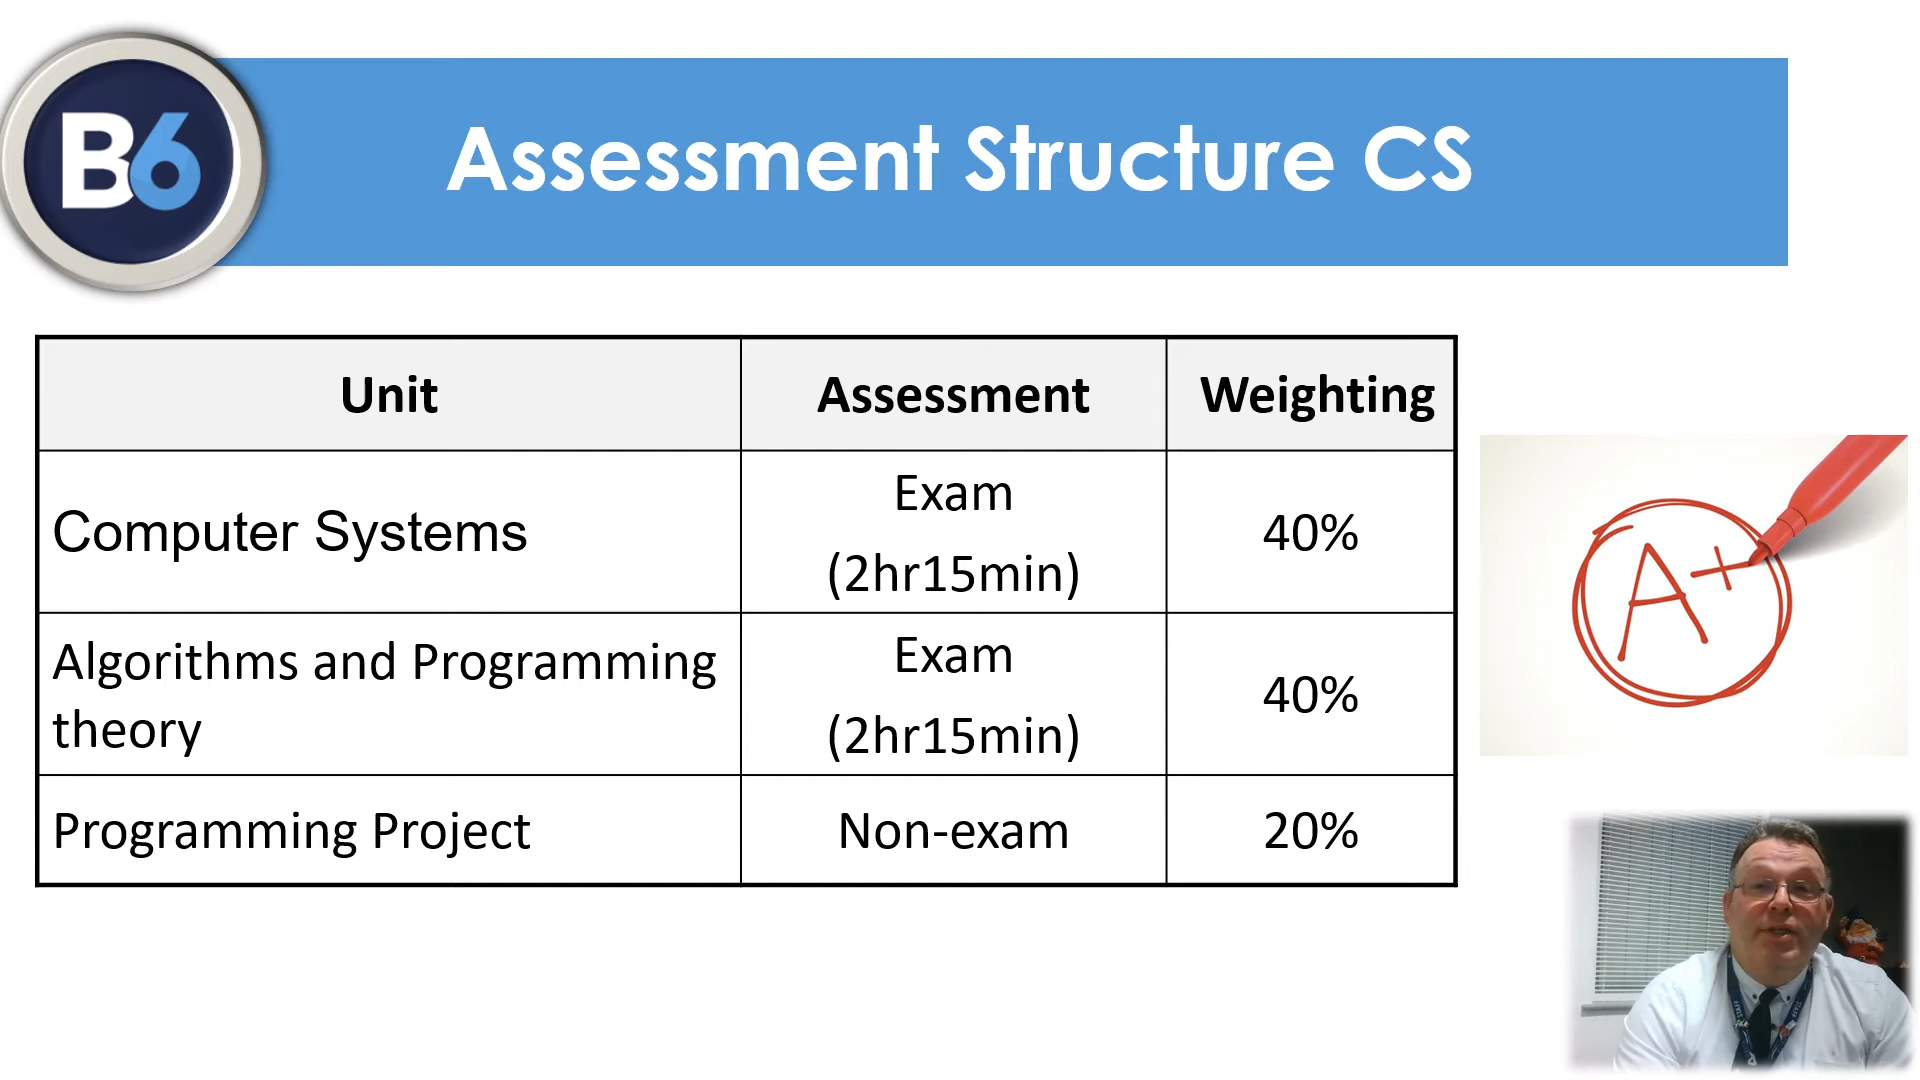 B6
Assessment Structure CS
Unit
Assessment
Weighting
Computer Systems
Exam
(2hr15min)
40%
Algorithms and Programming
theory
Exam
(2hr15min)
40%
Programming Project
Non-exam
20%
A+
STAFF